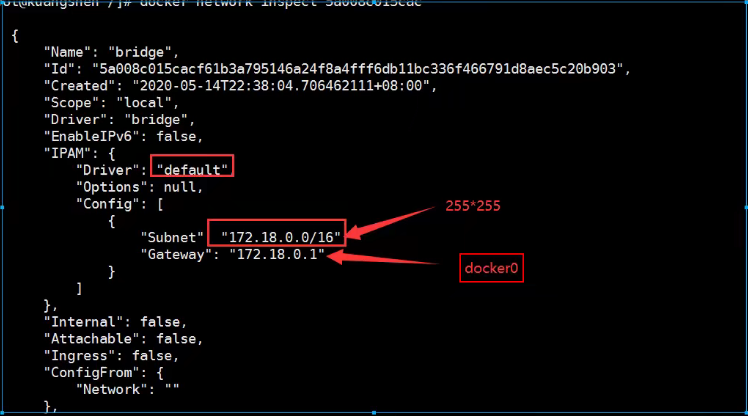 ot@kuangshen /]# docker network inspect 5a008c015cac
{
"Name": "bridge",
"Id": "5a008c015cacf61b3a795146a24f8a4fff6db11bc336f466791d8aec5c20b903",
"Created": "2020-05-14T22:38:04.706462111+08:00",
"Scope": "local",
"Driver": "bridge",
"EnableIPv6": false,
"IPAM": {
"Driver": "default"
"Options": null,
"Config": [
{
"Subnet" "172.18.0.0/16"
255*255
"Gateway": "172.18.0.1"
docker0
}
]
},
"Internal": false,
"Attachable": false,
"Ingress": false,
"ConfigFrom": {
"Network": ""
},